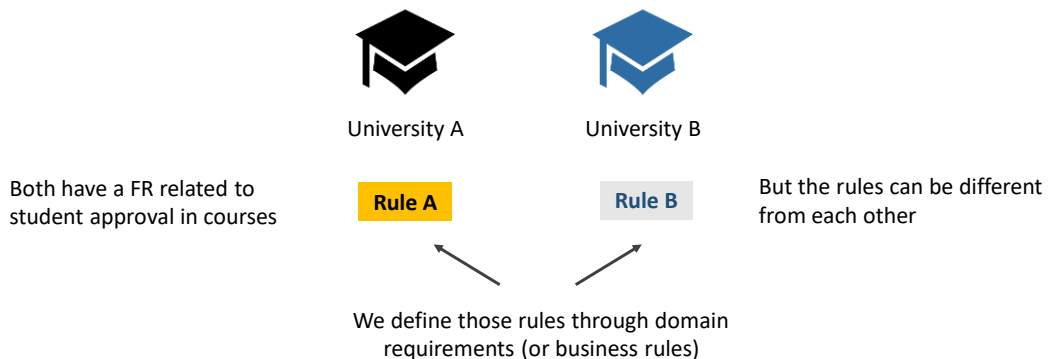 University A
University B
Both have a FR related to
student approval in courses
Rule A
Rule B
But the rules can be different
from each other
We define those rules through domain
requirements (or business rules)